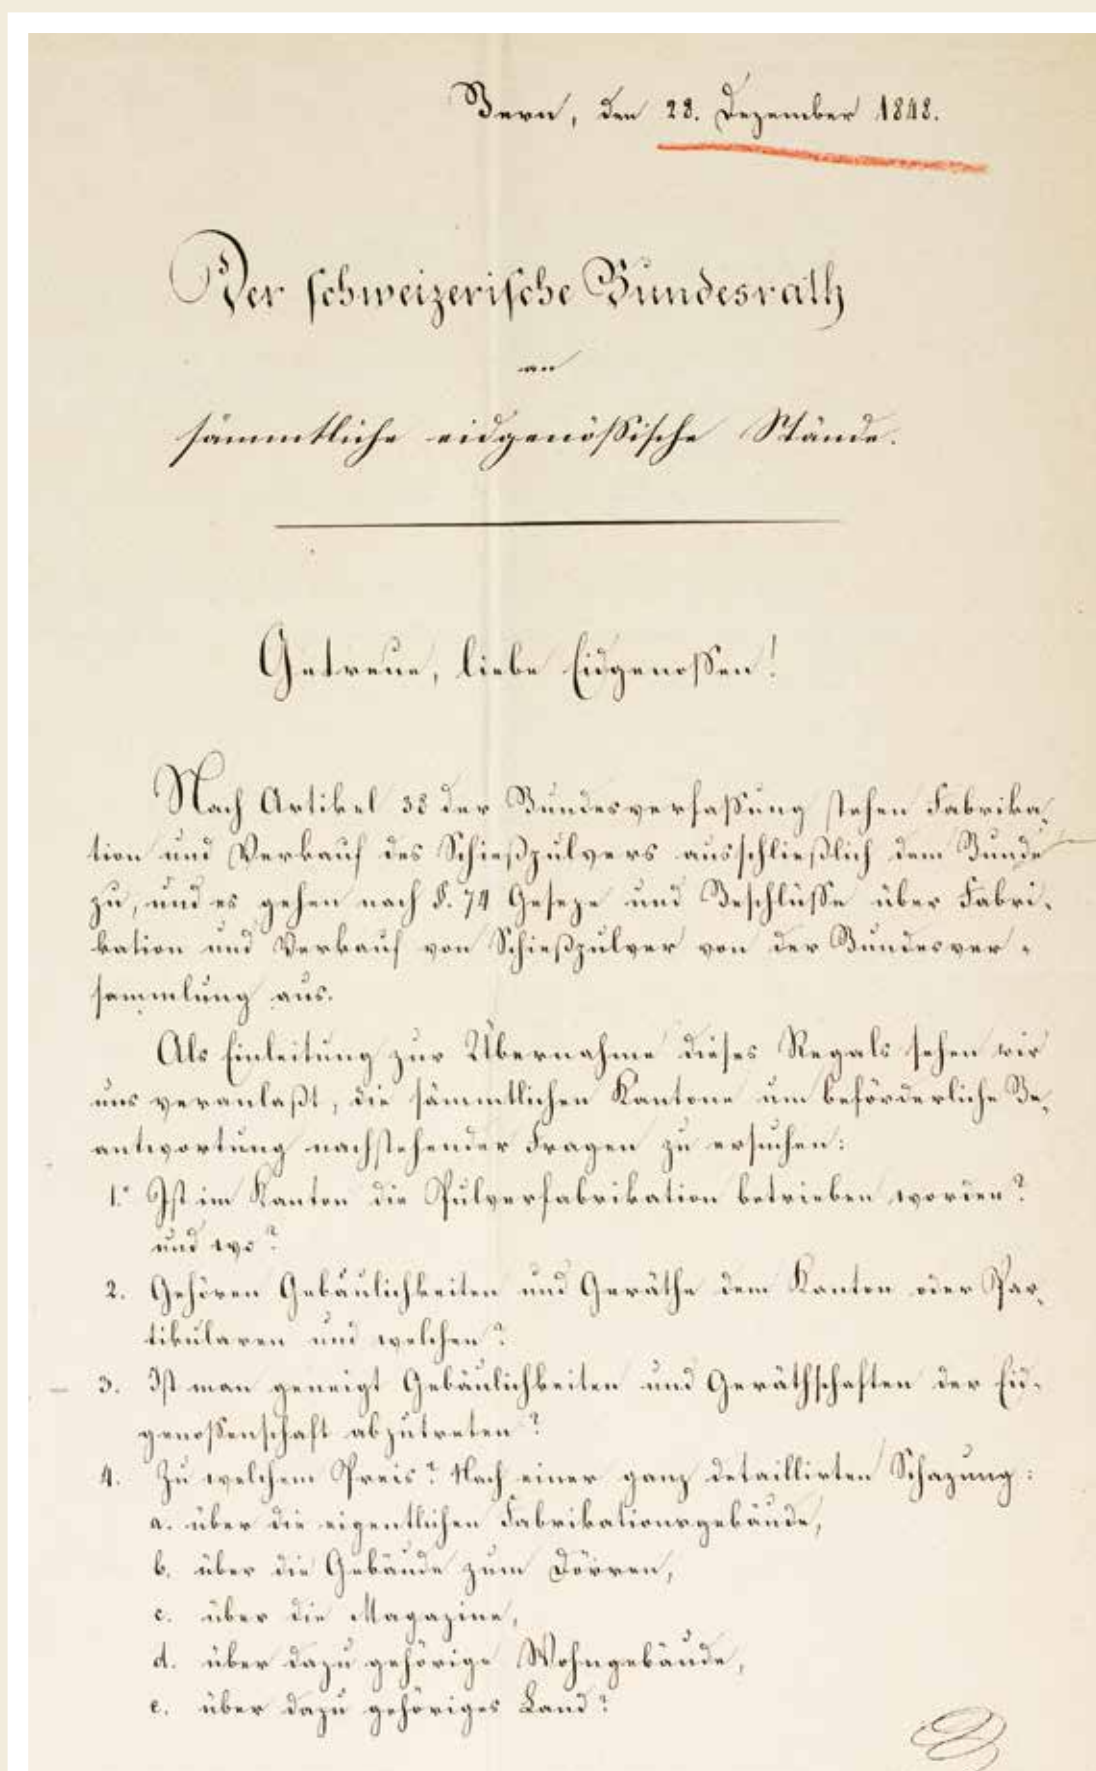 Bern, den 28. Dezember 1848.
Der schweizerische Bundesrath
an
sämmtliche eidgenößische Stände.
Getreue, liebe Eidgenoßen!
Nach Artikel 38 der Bundesverfaßung stehen Fabrika-
tion und Verkauf des Schießpulvers ausschließlich dem Bunde
zu, und es gehen nach §. 74 Geseze und Beschlüße über Fabri-
kation und Verkauf von Schießpulver von der Bundesver-
sammlung aus.
Als Einleitung zur Übernahme dieses Regals sehen wir
uns veranlaßt, die sämmtlichen Kantone um beförderliche Be-
antwortung nachstehender Fragen zu ersuchen:
1. Ist im Kanton die Pulverfabrikation betrieben worden?
und wo?
2. Gehören Gebäulichkeiten und Geräthe dem Kanton oder Par-
tikularen und welchen?
3. Ist man geneigt Gebäulichkeiten und Geräthschaften der Eid-
genoßenschaft abzutreten?
4. Zu welchem Preis? Nach einer ganz detaillirten Schazung:
a. über die eigentlichen Fabrikationsgebäude,
b. über die Gebäude zum Dörren,
c. über die Magazine,
d. über dazu gehörige Wohngebäude,
e. über dazu gehöriges Land?